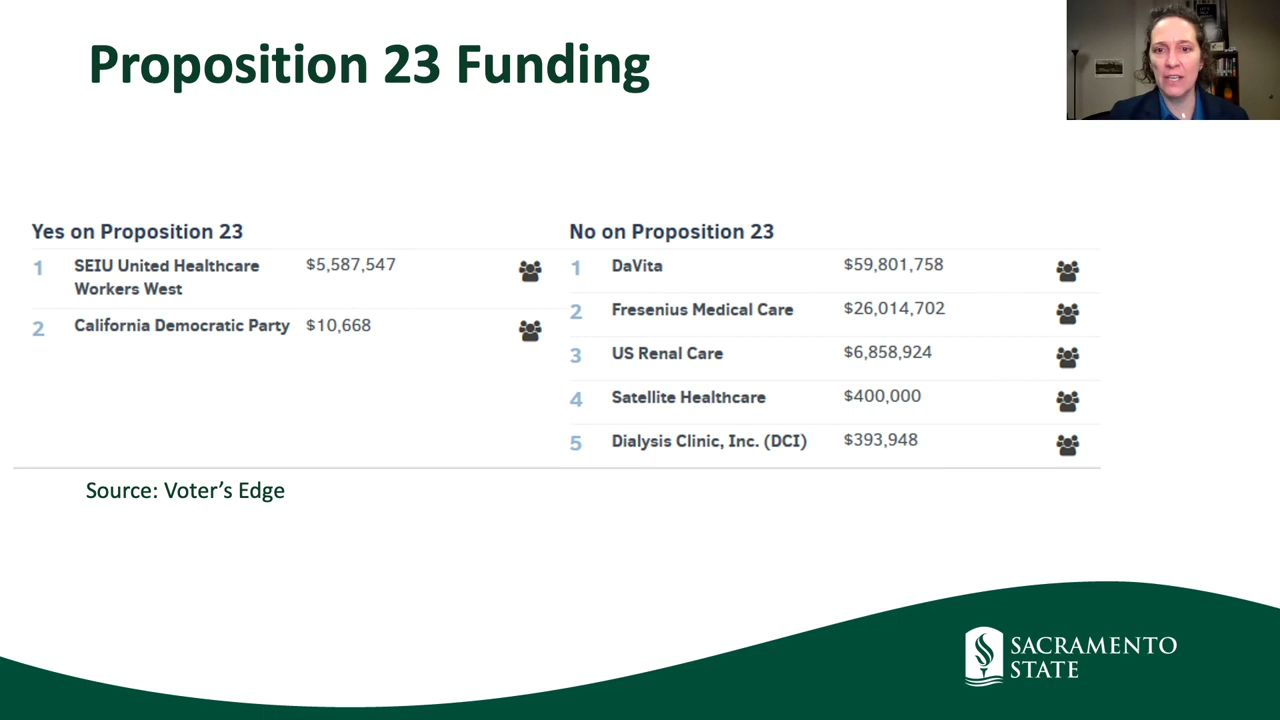 Proposition 23 Funding
Yes on Proposition 23
1 SEIU United Healthcare $5,587,547
Workers West
2 California Democratic Party $10,668
No on Proposition 23
1 DaVita $59,801,758
2 Fresenius Medical Care $26,014,702
3 US Renal Care $6,858,924
4 Satellite Healthcare $400,000
5 Dialysis Clinic, Inc. (DCI) $393,948
Source: Voter’s Edge
SACRAMENTO
STATE